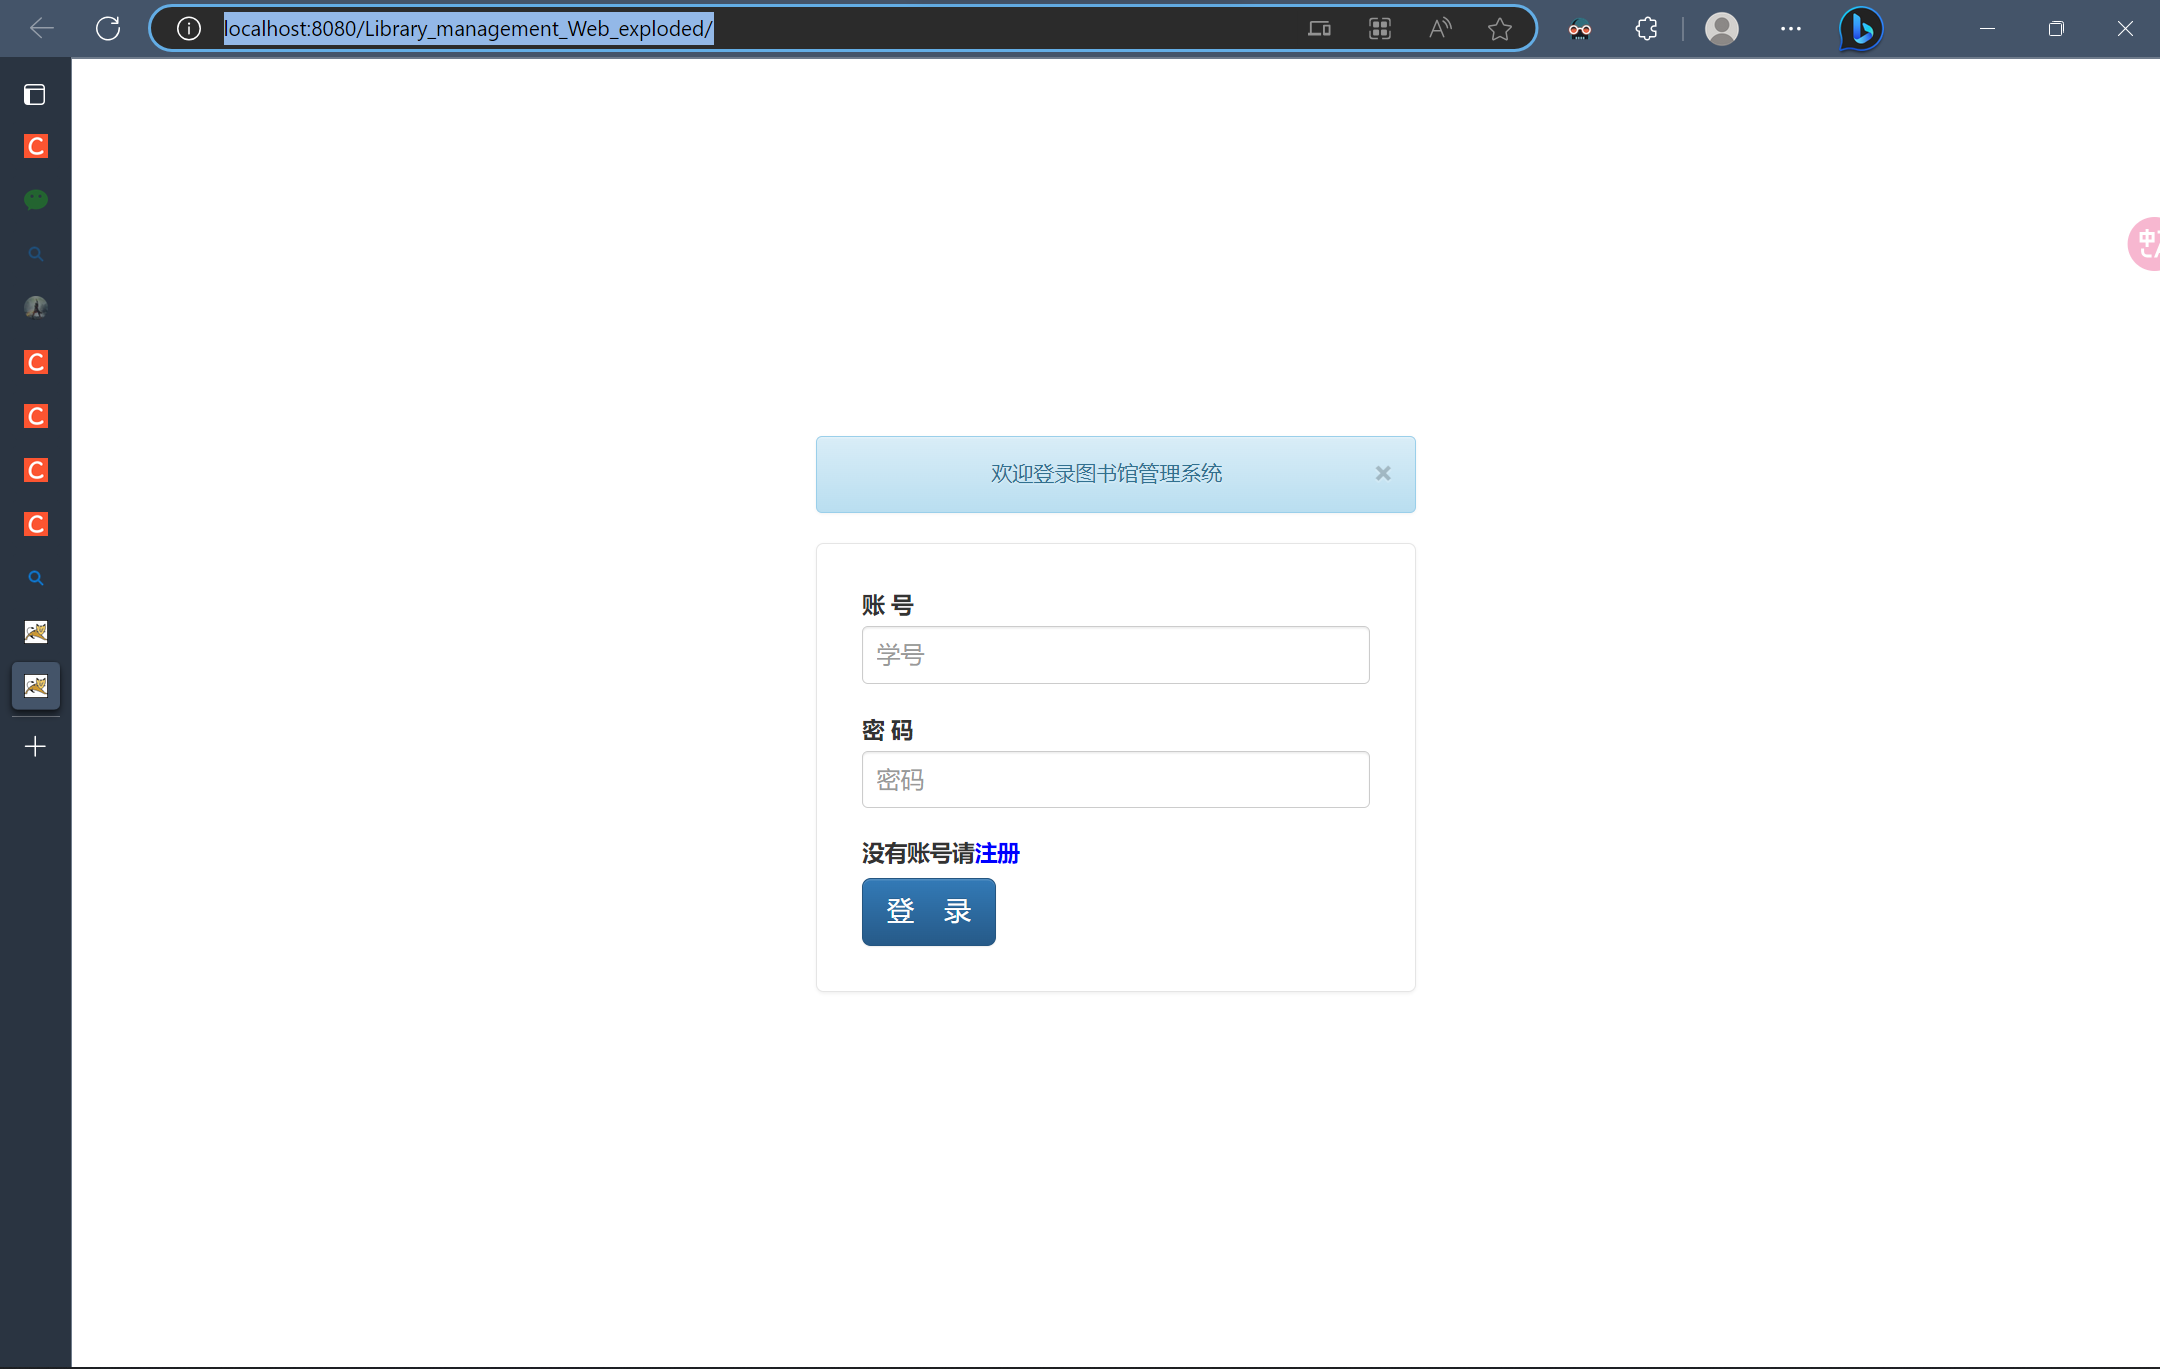 localhost:8080/Library_management_Web_exploded/
欢迎登录图书馆管理系统
×
账 号
学号
密 码
密码
没有账号请注册
登 录
中